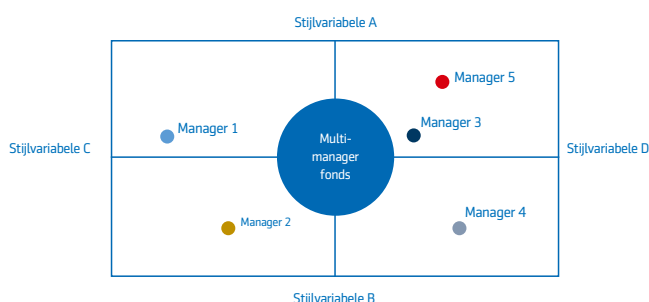 Stijlvariabele A
Manager 5
Manager 1
Manager 3
Multi-
manager
fonds
Stijlvariabele C
Stijlvariabele D
Manager 2
Manager 4
Stijlvariabele B